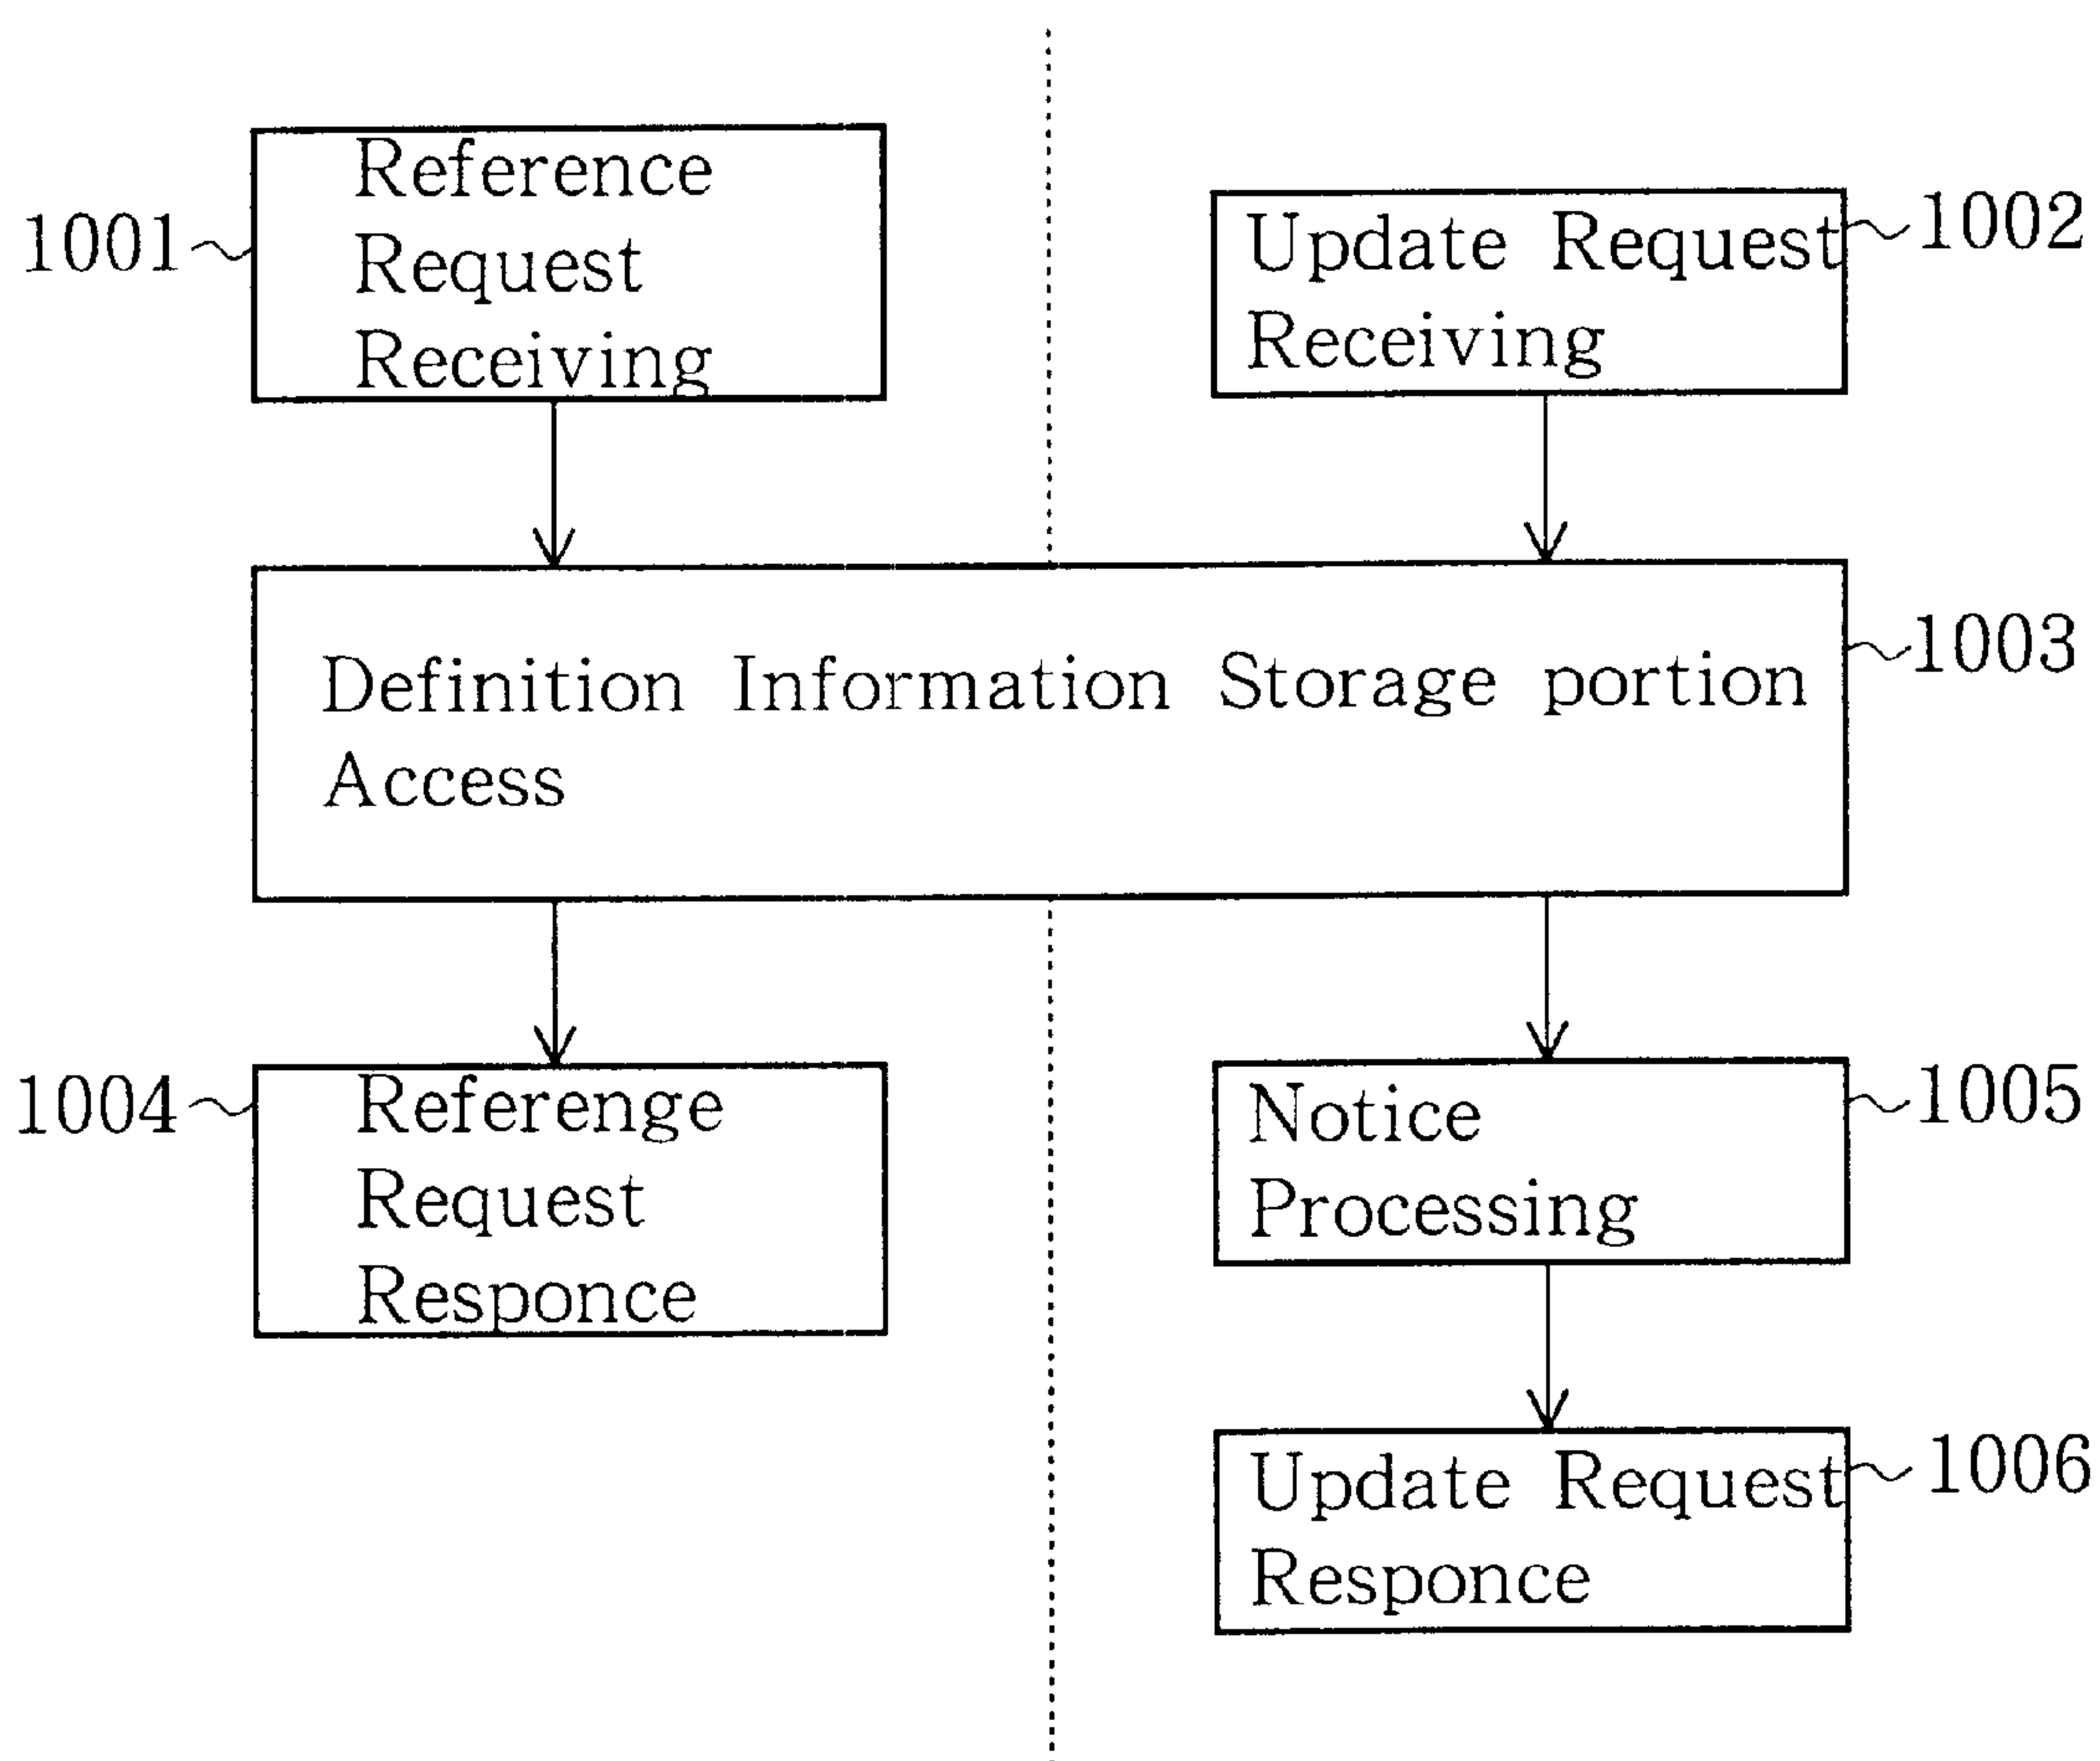 Reference
Request
Receiving
1001
Update Request
Receiving
1002
Definition Information Storage portion
Access
1003
Referenge
Request
Responce
1004
Notice
Processing
1005
Update Request
Responce
1006